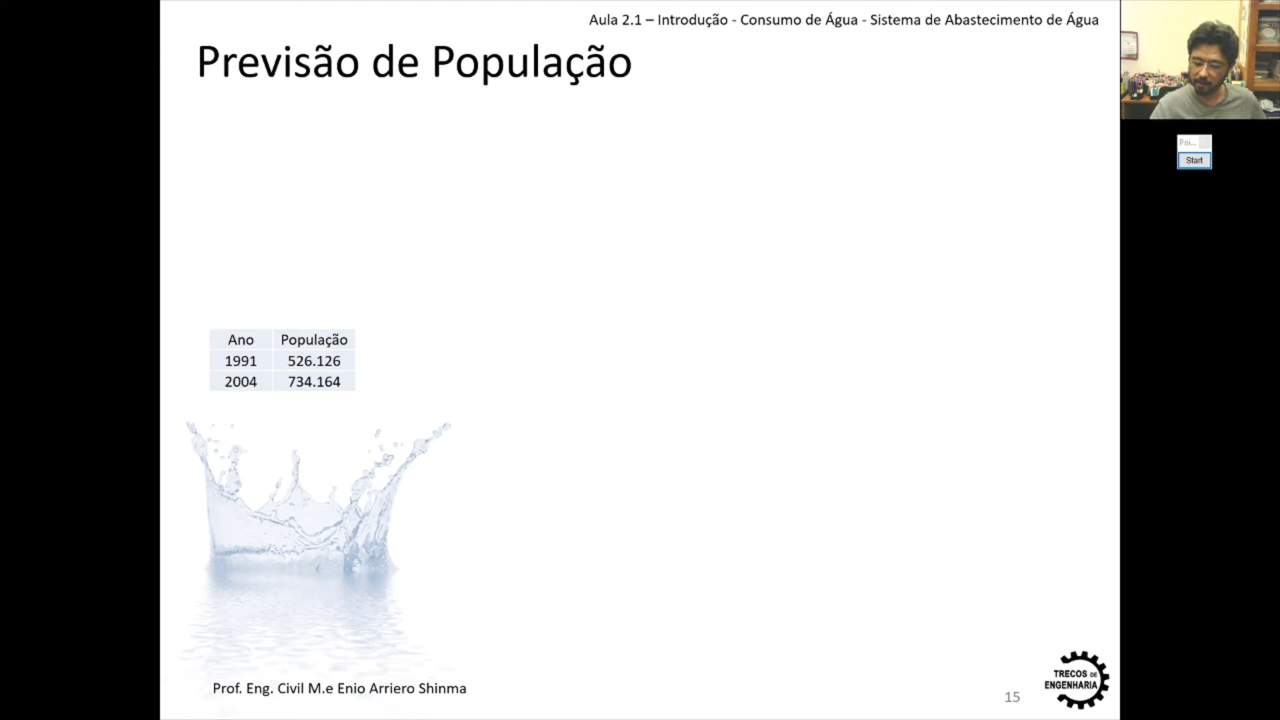 Aula 2.1 – Introdução - Consumo de Água - Sistema de Abastecimento de Água
Previsão de População
Poi...
Start
Ano População
1991 526.126
2004 734.164
Prof. Eng. Civil M.e Enio Arriero Shinma
15
TRECOS DE
ENGENHARIA